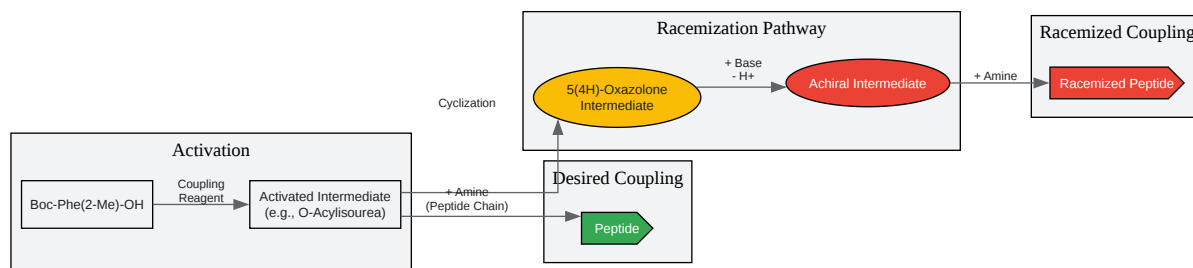 Racemization Pathway
Racemized Coupling
+ Base
- H+
5(4H)-Oxazolone
Intermediate
Achiral Intermediate
+ Amine
Racemized Peptide
Cyclization
Activation
Desired Coupling
Boc-Phe(2-Me)-OH
Coupling
Reagent
Activated Intermediate
(e.g., O-Acylisourea)
+ Amine
(Peptide Chain)
Peptide